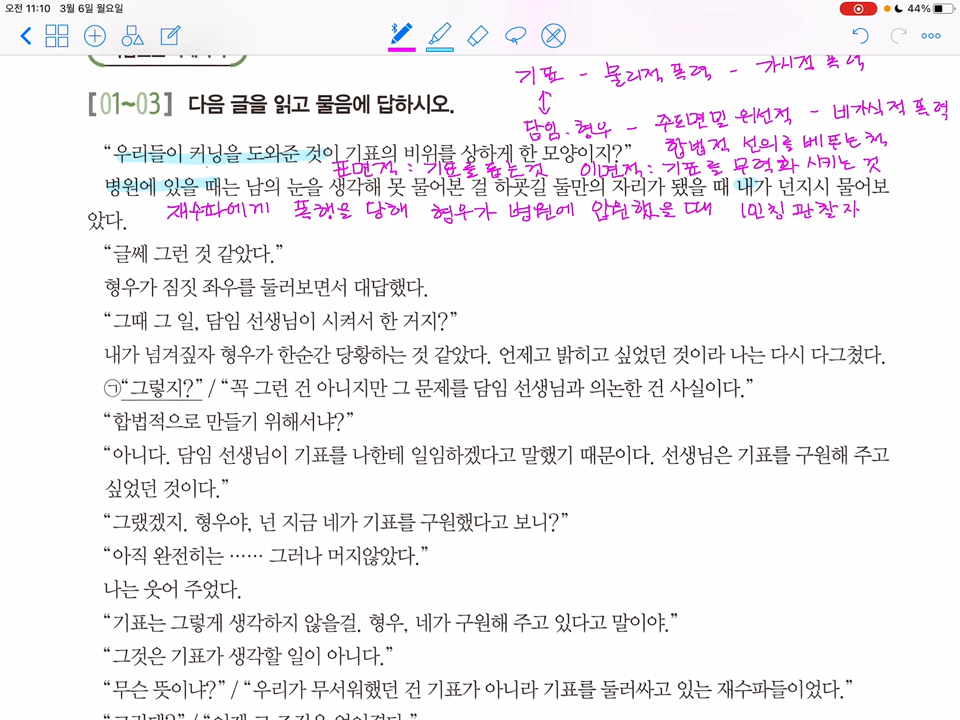 오전 11:10 3월 6일 월요일
44%
기표 - 물리적 폭력 - 가시적 폭력
[01~03] 다음 글을 읽고 물음에 답하시오.
담임·형우 - 주도면밀 위선적 - 비가식적 폭력
합법적 선의를 베푸는 척
“우리들이 커닝을 도와준 것이 기표의 비위를 상하게 한 모양이지?”
표면적 : 기표를 돕는 것 이면적 : 기표를 무력화 시키는 것
병원에 있을 때는 남의 눈을 생각해 못 물어본 걸 하굣길 둘만의 자리가 됐을 때 내가 넌지시 물어보
재수파에게 폭행을 당해 형우가 병원에 입원했을 때 1인칭 관찰자
았다.
“글쎄 그런 것 같았다.”
형우가 짐짓 좌우를 둘러보면서 대답했다.
“그때 그 일, 담임 선생님이 시켜서 한 거지?”
내가 넘겨짚자 형우가 한순간 당황하는 것 같았다. 언제고 밝히고 싶었던 것이라 나는 다시 다그쳤다.
㉠“그렇지?” / “꼭 그런 건 아니지만 그 문제를 담임 선생님과 의논한 건 사실이다.”
“합법적으로 만들기 위해서냐?”
“아니다. 담임 선생님이 기표를 나한테 일임하겠다고 말했기 때문이다. 선생님은 기표를 구원해 주고
싶었던 것이다.”
“그랬겠지. 형우야, 넌 지금 네가 기표를 구원했다고 보니?”
“아직 완전히는 …… 그러나 머지않았다.”
나는 웃어 주었다.
“기표는 그렇게 생각하지 않을걸. 형우, 네가 구원해 주고 있다고 말이야.”
“그것은 기표가 생각할 일이 아니다.”
“무슨 뜻이냐?” / “우리가 무서워했던 건 기표가 아니라 기표를 둘러싸고 있는 재수파들이었다.”